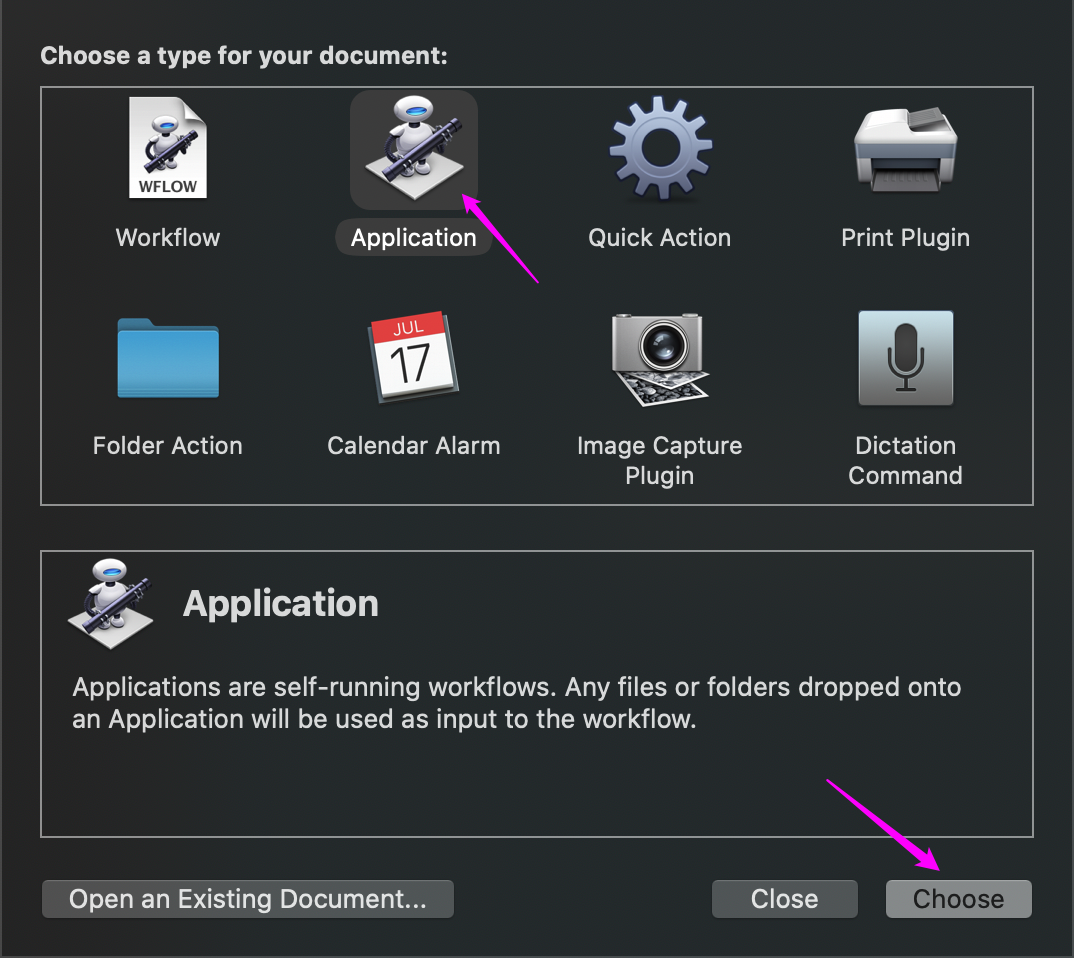 Choose a type for your document:
WFLOW
Workflow
Application
Quick Action
Print Plugin
JUL
17
Folder Action
Calendar Alarm
Image Capture
Plugin
Dictation
Command
Application
Applications are self-running workflows. Any files or folders dropped onto
an Application will be used as input to the workflow.
Open an Existing Document...
Close
Choose